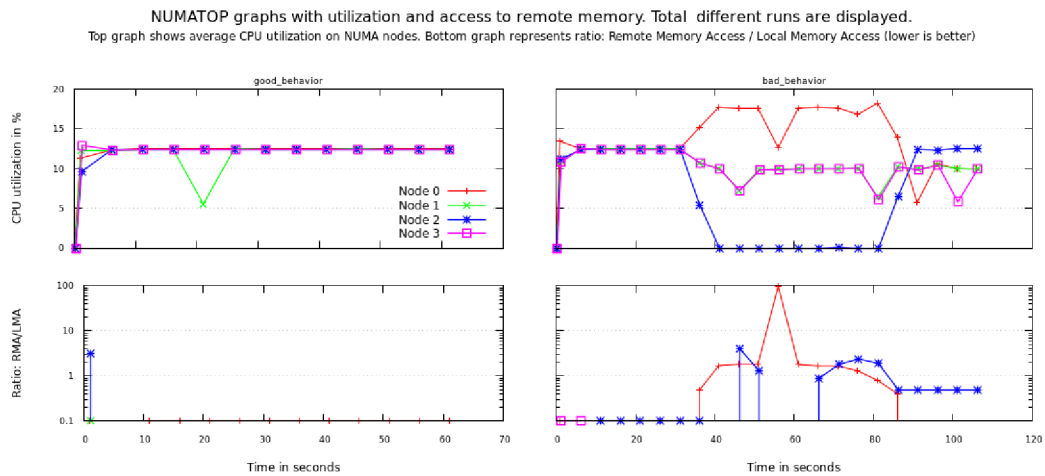 NUMATOP graphs with utilization and access to remote memory. Total  different runs are displayed.
Top graph shows average CPU utilization on NUMA nodes. Bottom graph represents ratio: Remote Memory Access / Local Memory Access (lower is better)
good_behavior
bad_behavior
CPU utilization in %
20
15
10
5
0
Node 0
Node 1
Node 2
Node 3
Ratio: RMA/LMA
100
10
1
0.1
0 10 20 30 40 50 60 70
0 20 40 60 80 100 120
Time in seconds
Time in seconds